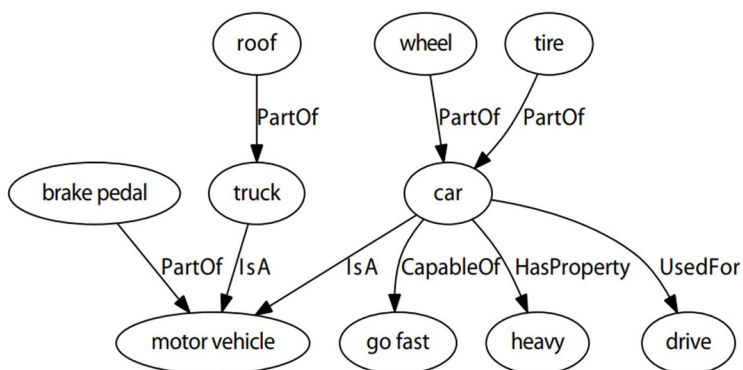 roof
wheel
tire
PartOf
PartOf
PartOf
brake pedal
truck
car
PartOf
IsA
IsA
CapableOf
HasProperty
UsedFor
motor vehicle
go fast
heavy
drive